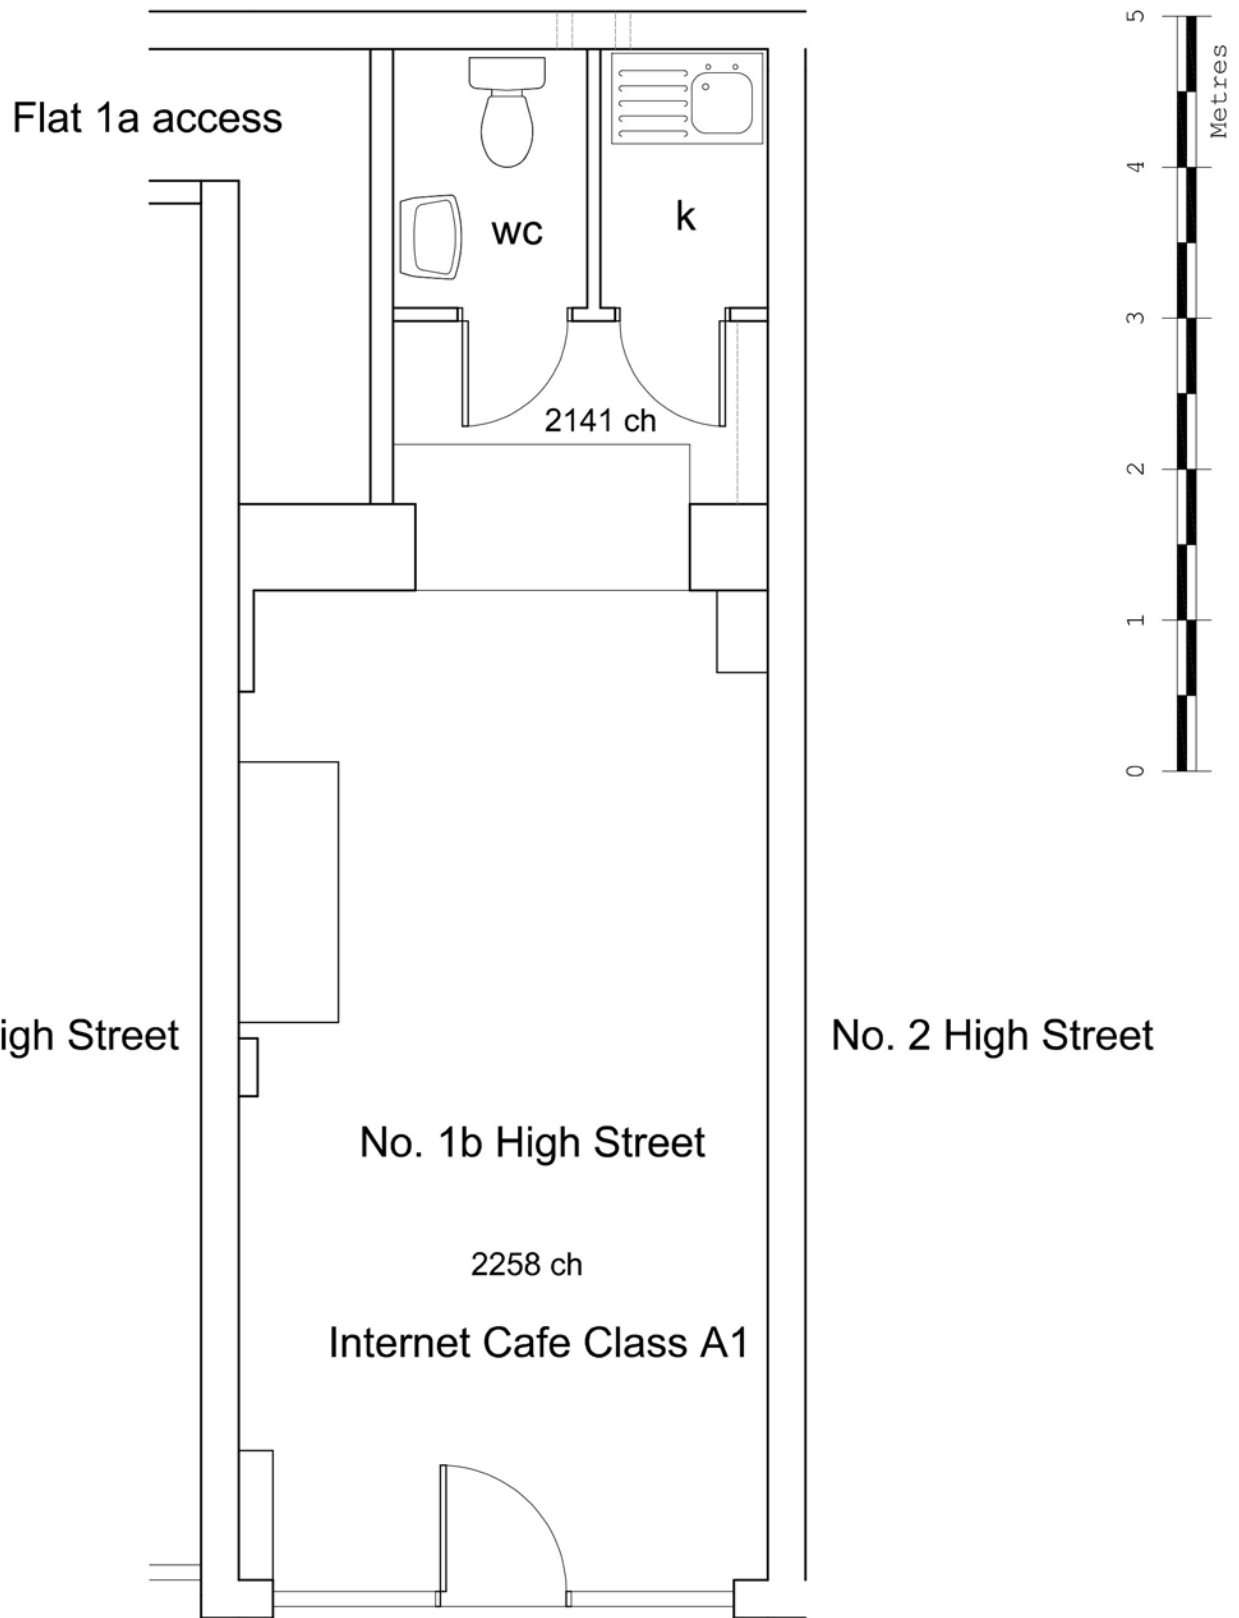 5
Metres
Flat 1a access
4
wc
k
3
2141 ch
2
1
0
igh Street
No. 2 High Street
No. 1b High Street
2258 ch
Internet Cafe Class A1